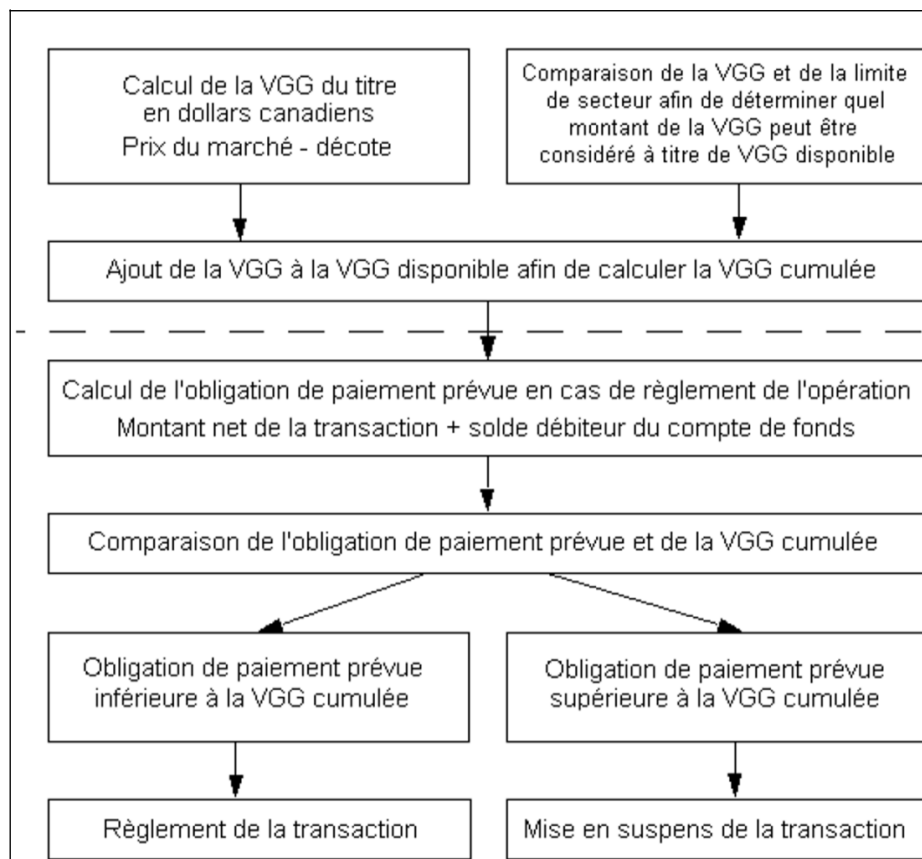 Calcul de la VGG du titre
en dollars canadiens
Prix du marché - décote
Comparaison de la VGG et de la limite
de secteur afin de déterminer quel
montant de la VGG peut être
considéré à titre de VGG disponible
Ajout de la VGG à la VGG disponible afin de calculer la VGG cumulée
Calcul de l'obligation de paiement prévue en cas de règlement de l'opération
Montant net de la transaction + solde débiteur du compte de fonds
Comparaison de l'obligation de paiement prévue et de la VGG cumulée
Obligation de paiement prévue
inférieure à la VGG cumulée
Obligation de paiement prévue
supérieure à la VGG cumulée
Règlement de la transaction
Mise en suspens de la transaction